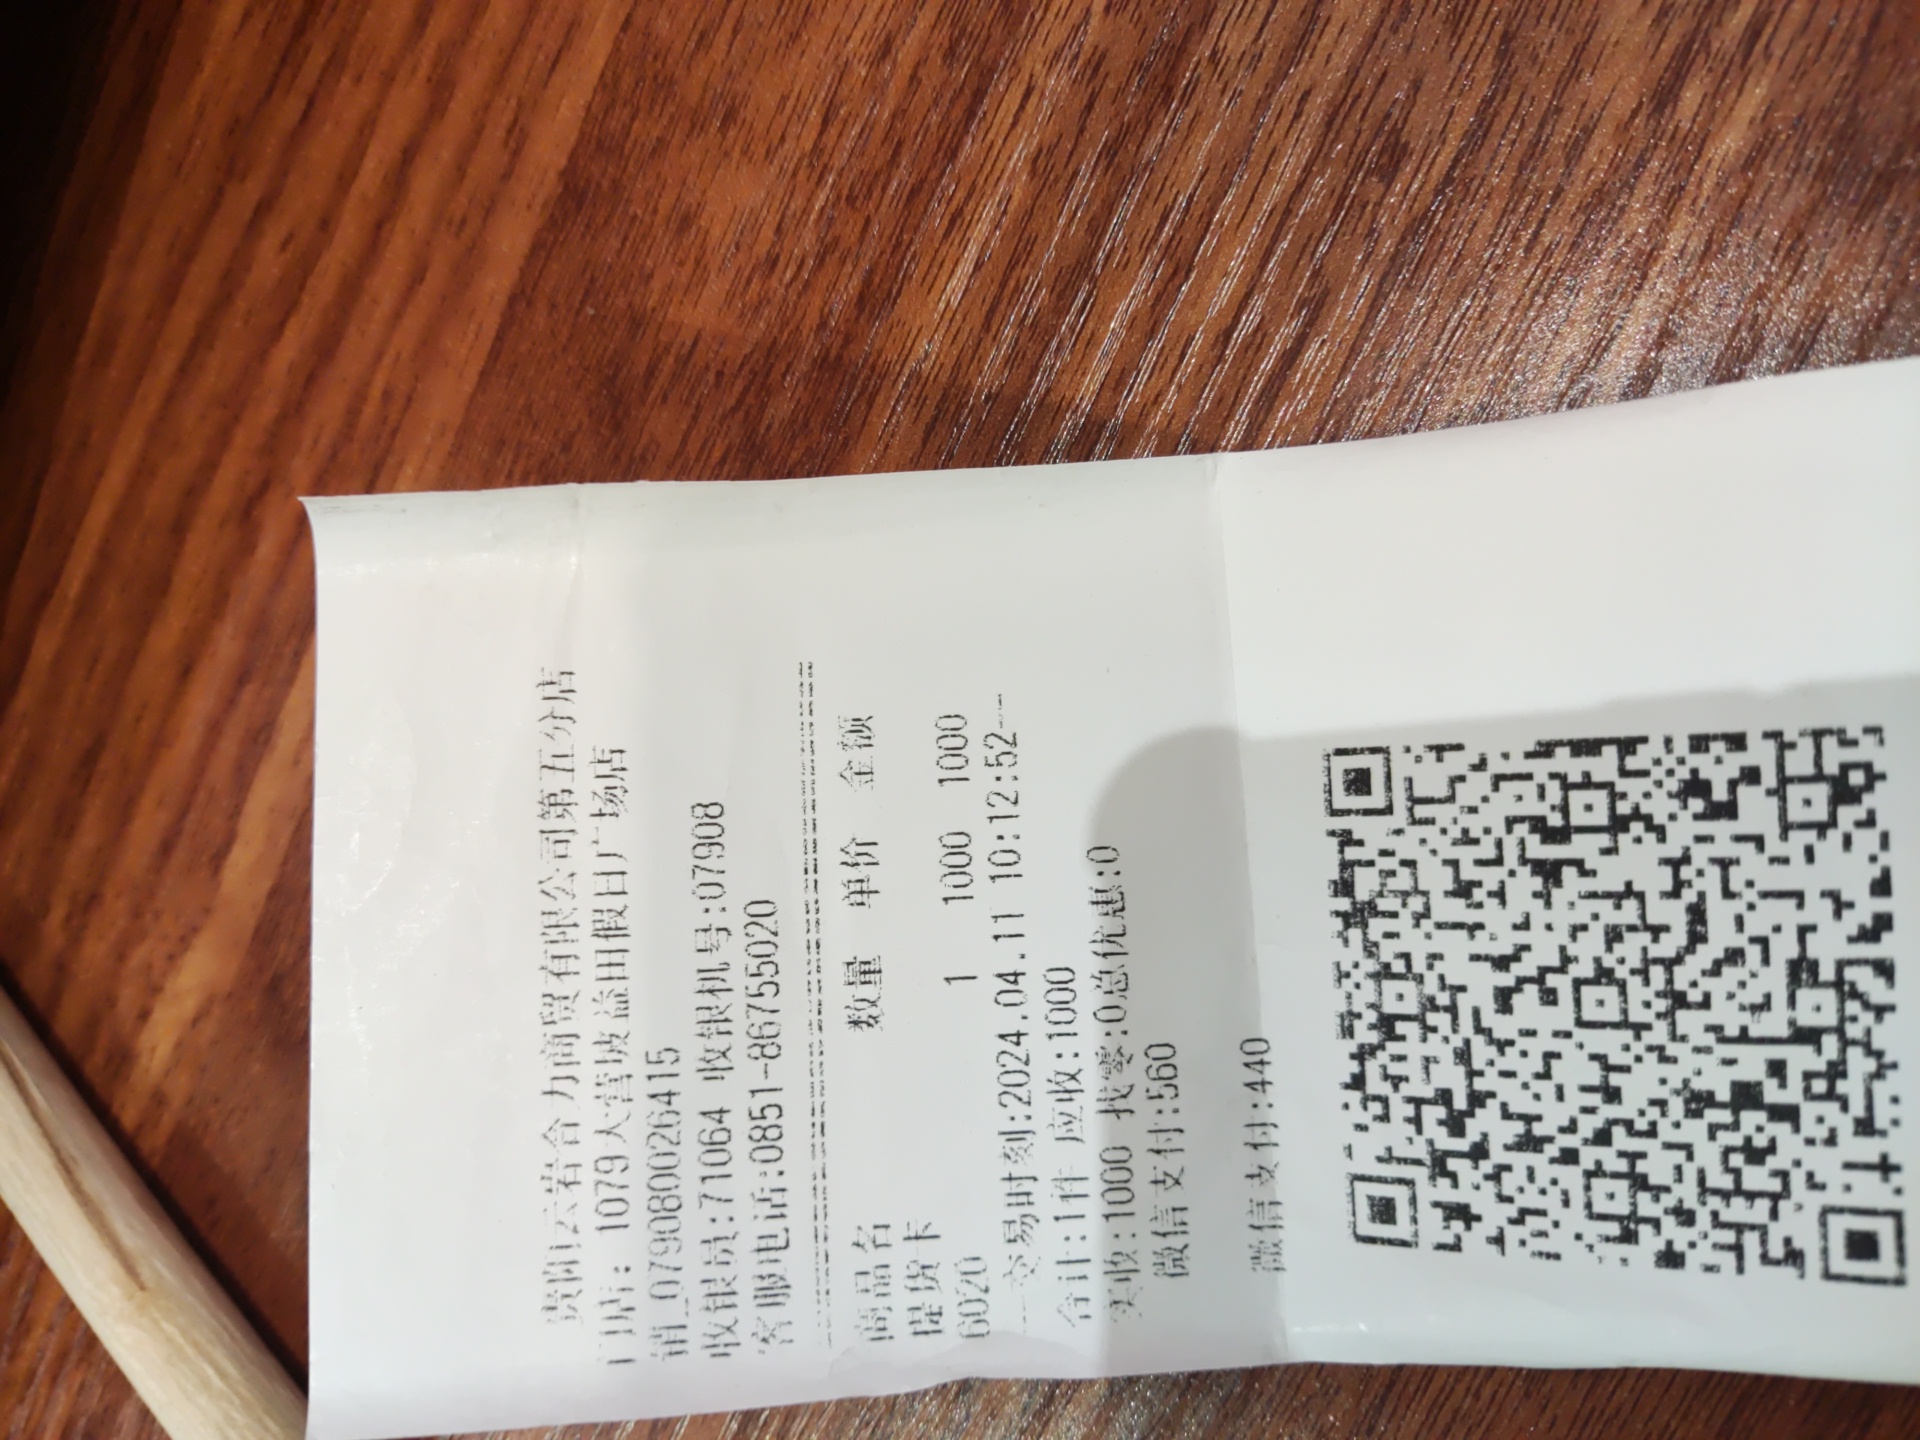 贵阳云岩合力商贸有限公司第五分店
门店: 1079大营坡益田假日广场店
销_079080026415
收银员:71064 收银机号:07908
客服电话:0851-86755020
商品名 数量 单价 金额
提货卡
6020 1 1000 1000
---交易时刻:2024.04.11 10:12:52---
合计:1件 应收:1000
实收:1000 找零:0总优惠:0
微信支付:560
微信支付:440